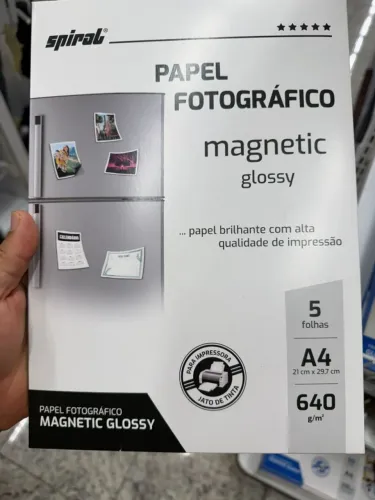 spiral®
PAPEL
FOTOGRÁFICO
magnetic
glossy
... papel brilhante com alta
qualidade de impressão
CALENDÁRIO
5
folhas
A4
21 cm x 29.7 cm
640
g/m²
PARA IMPRESSORA
JATO DE TINTA
PAPEL FOTOGRÁFICO
MAGNETIC GLOSSY